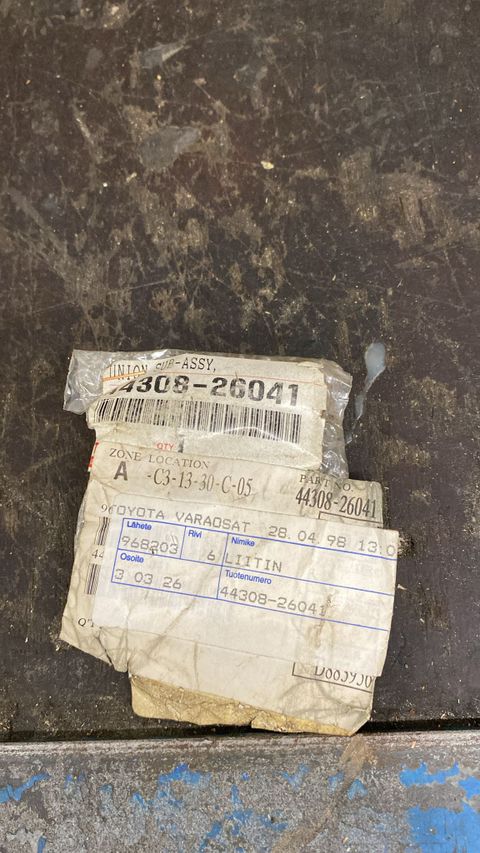 UNION SUB-ASSY,
44308-26041
QTY
ZONE LOCATION
A -C3-13-30-C-05
PART NO.
44308-26041
TOYOTA VARAOSAT 28.04.98 13.0
Lähete Rivi Nimike
968203 6 LIITIN
Osoite Tuotenumero
3 03 26 44308-26041